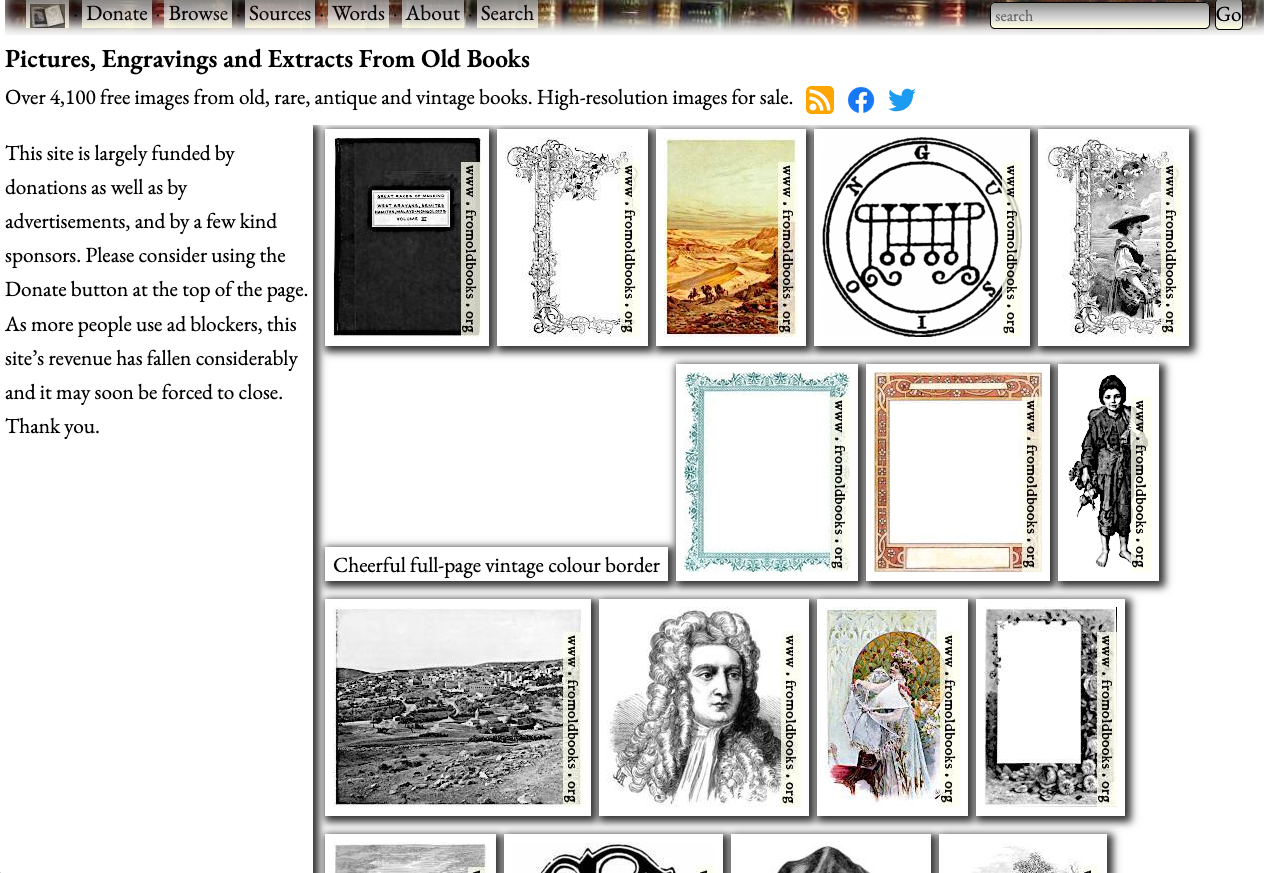 Donate · Browse · Sources · Words · About · Search
search
Go
Pictures, Engravings and Extracts From Old Books
Over 4,100 free images from old, rare, antique and vintage books. High-resolution images for sale.
This site is largely funded by
donations as well as by
advertisements, and by a few kind
sponsors. Please consider using the
Donate button at the top of the page.
As more people use ad blockers, this
site’s revenue has fallen considerably
and it may soon be forced to close.
Thank you.
GREAT RACES OF MANKIND
WEST ARAYANS, SEMITES
HAMITES, MALAYO-MONGOLOIDS
VOLUME VI
www.fromoldbooks.org
www.fromoldbooks.org
www.fromoldbooks.org
G
U
S
I
O
N
www.fromoldbooks.org
www.fromoldbooks.org
Cheerful full-page vintage colour border
www.fromoldbooks.org
www.fromoldbooks.org
www.fromoldbooks.org
www.fromoldbooks.org
www.fromoldbooks.org
www.fromoldbooks.org
www.fromoldbooks.org